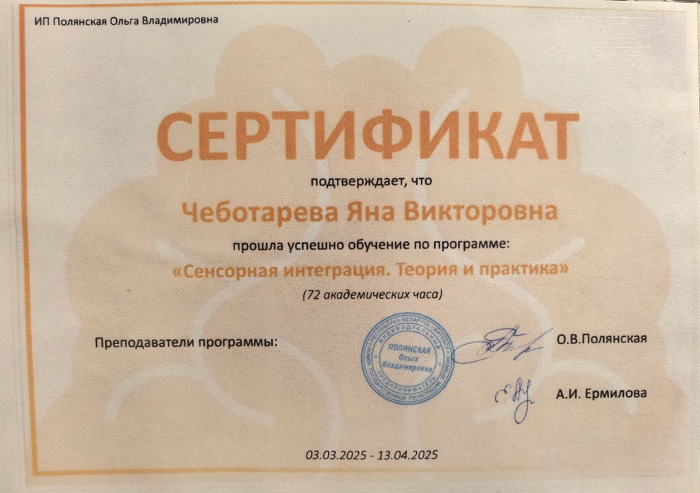 ИП Полянская Ольга Владимировна
СЕРТИФИКАТ
подтверждает, что
Чеботарева Яна Викторовна
прошла успешно обучение по программе:
«Сенсорная интеграция. Теория и практика»
(72 академических часа)
Преподаватели программы:
О.В.Полянская
ПОЛЯНСКАЯ
Ольга
Владимировна
А.И. Ермилова
03.03.2025 - 13.04.2025